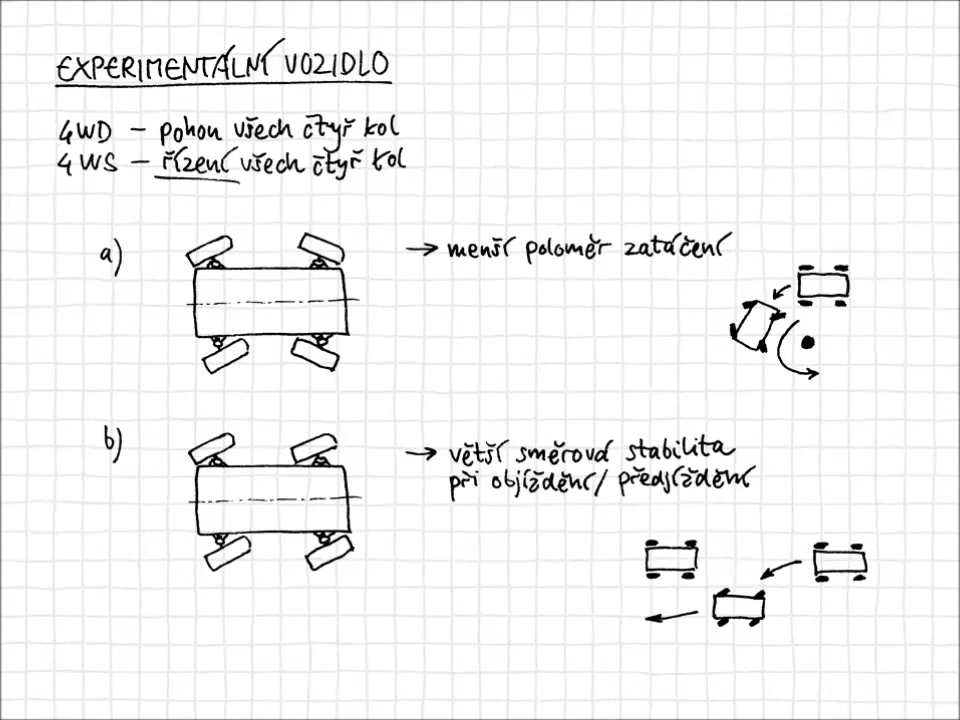 EXPERIMENTÁLNÍ VOZIDLO
4WD – pohon všech čtyř kol
4WS – řízení všech čtyř kol
a)
→ menší poloměr zatáčení
b)
→ větší směrová stabilita
při objíždění/předjíždění